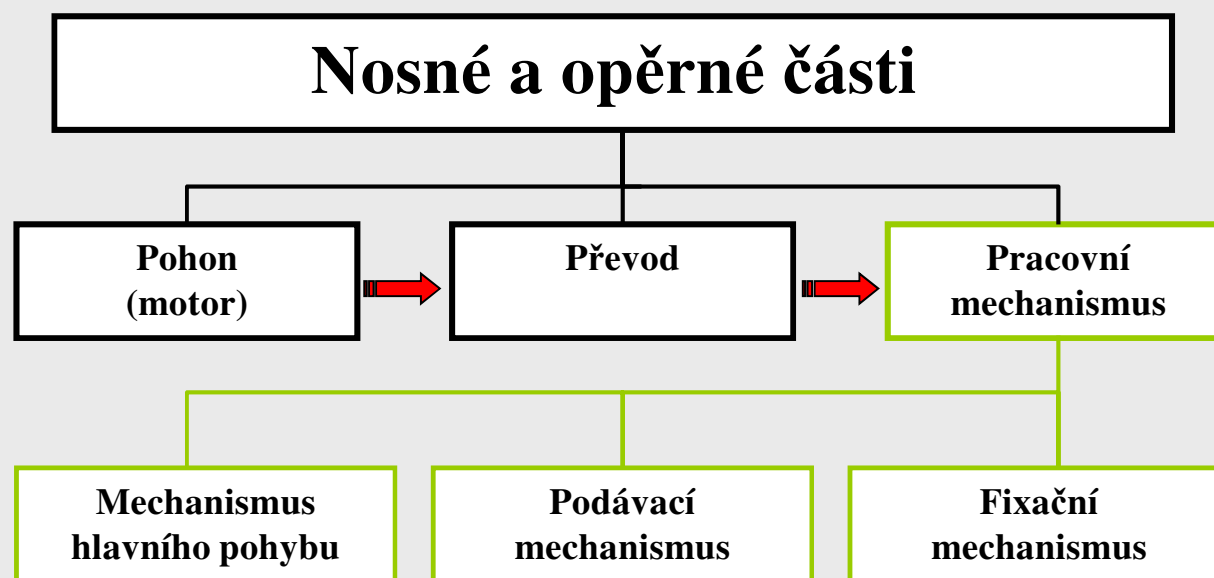 Nosné a opěrné části
Pohon
(motor)
Převod
Pracovní
mechanismus
Mechanismus
hlavního pohybu
Podávací
mechanismus
Fixační
mechanismus